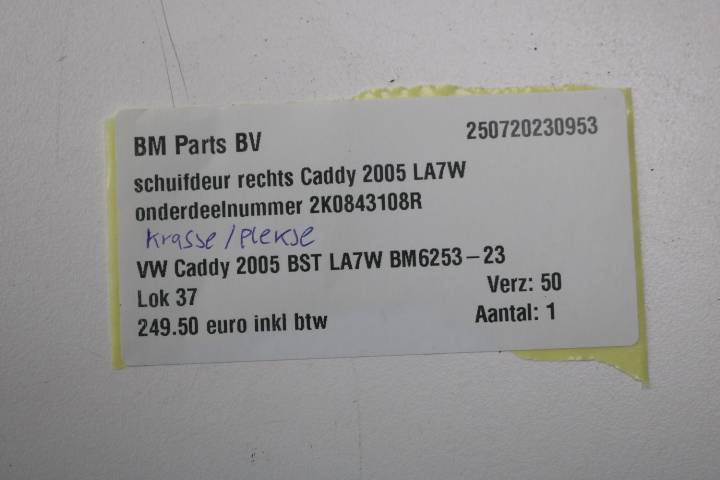 BM Parts BV 250720230953
schuifdeur rechts Caddy 2005 LA7W
onderdeelnummer 2K0843108R
krasse/plekje
VW Caddy 2005 BST LA7W BM6253-23
Lok 37 Verz: 50
249.50 euro inkl btw Aantal: 1